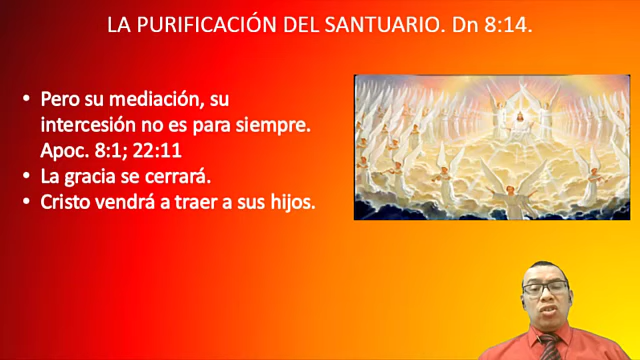 LA PURIFICACIÓN DEL SANTUARIO. Dn 8:14.
• Pero su mediación, su
intercesión no es para siempre.
Apoc. 8:1; 22:11
• La gracia se cerrará.
• Cristo vendrá a traer a sus hijos.